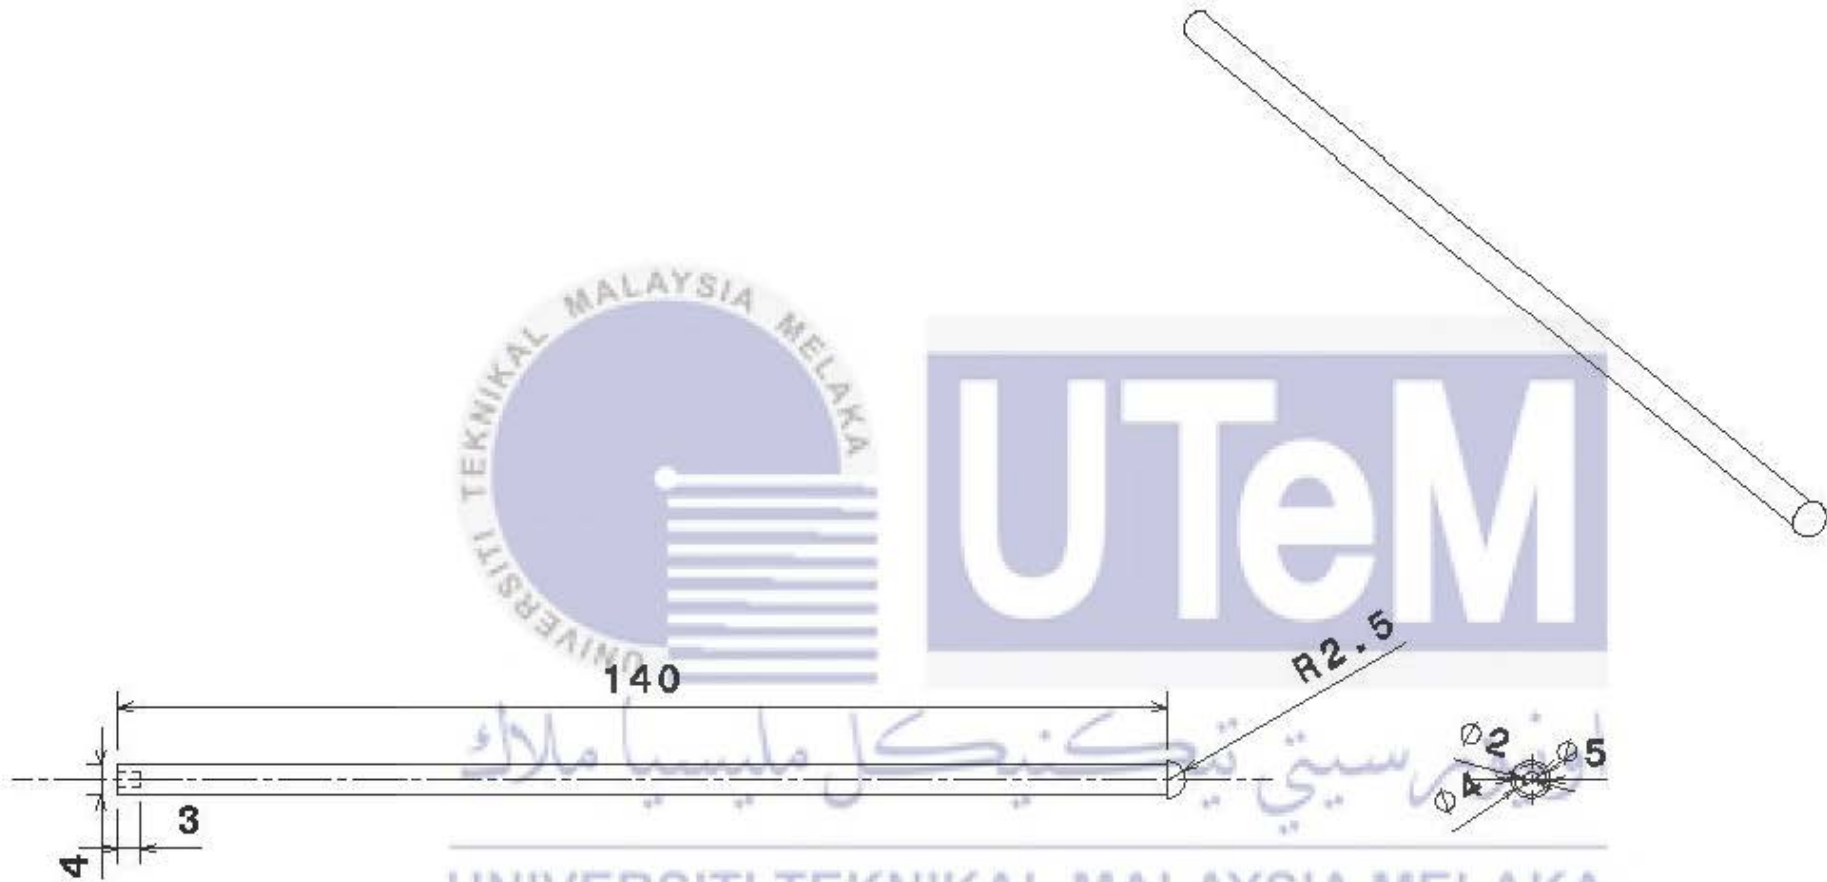 UNIVERSITI TEKNIKAL MALAYSIA MELAKA
UTeM
R2.5
140
اونيۏرسيتي تيكنيكل مليسيا ملاك
Ø2
Ø5
Ø4
3
4
UNIVERSITI TEKNIKAL MALAYSIA MELAKA